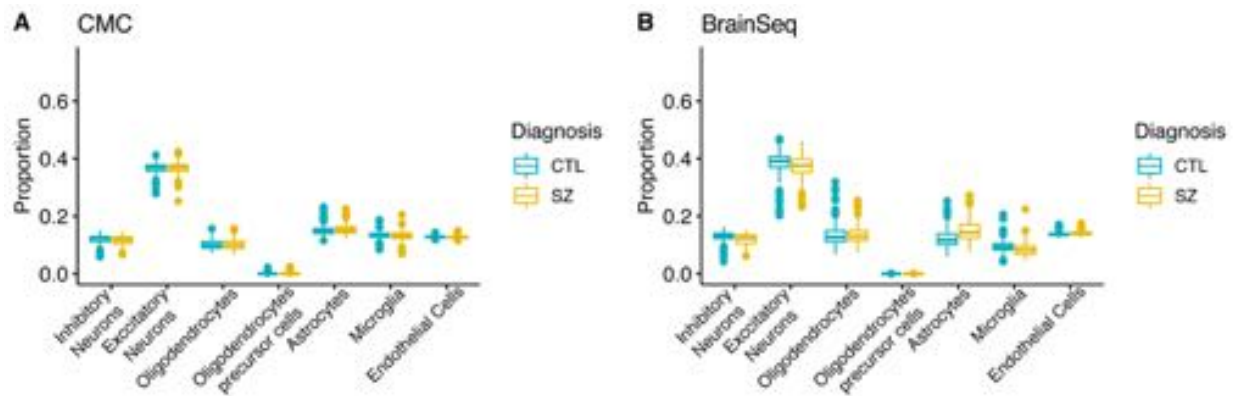 A CMC
Proportion
0.6
0.4
0.2
0.0
Inhibitory
Neurons
Excitatory
Neurons
Oligodendrocytes
Oligodendrocytes
precursor cells
Astrocytes
Microglia
Endothelial Cells
Diagnosis
CTL
SZ
B BrainSeq
Proportion
0.6
0.4
0.2
0.0
Inhibitory
Neurons
Excitatory
Neurons
Oligodendrocytes
Oligodendrocytes
precursor cells
Astrocytes
Microglia
Endothelial Cells
Diagnosis
CTL
SZ